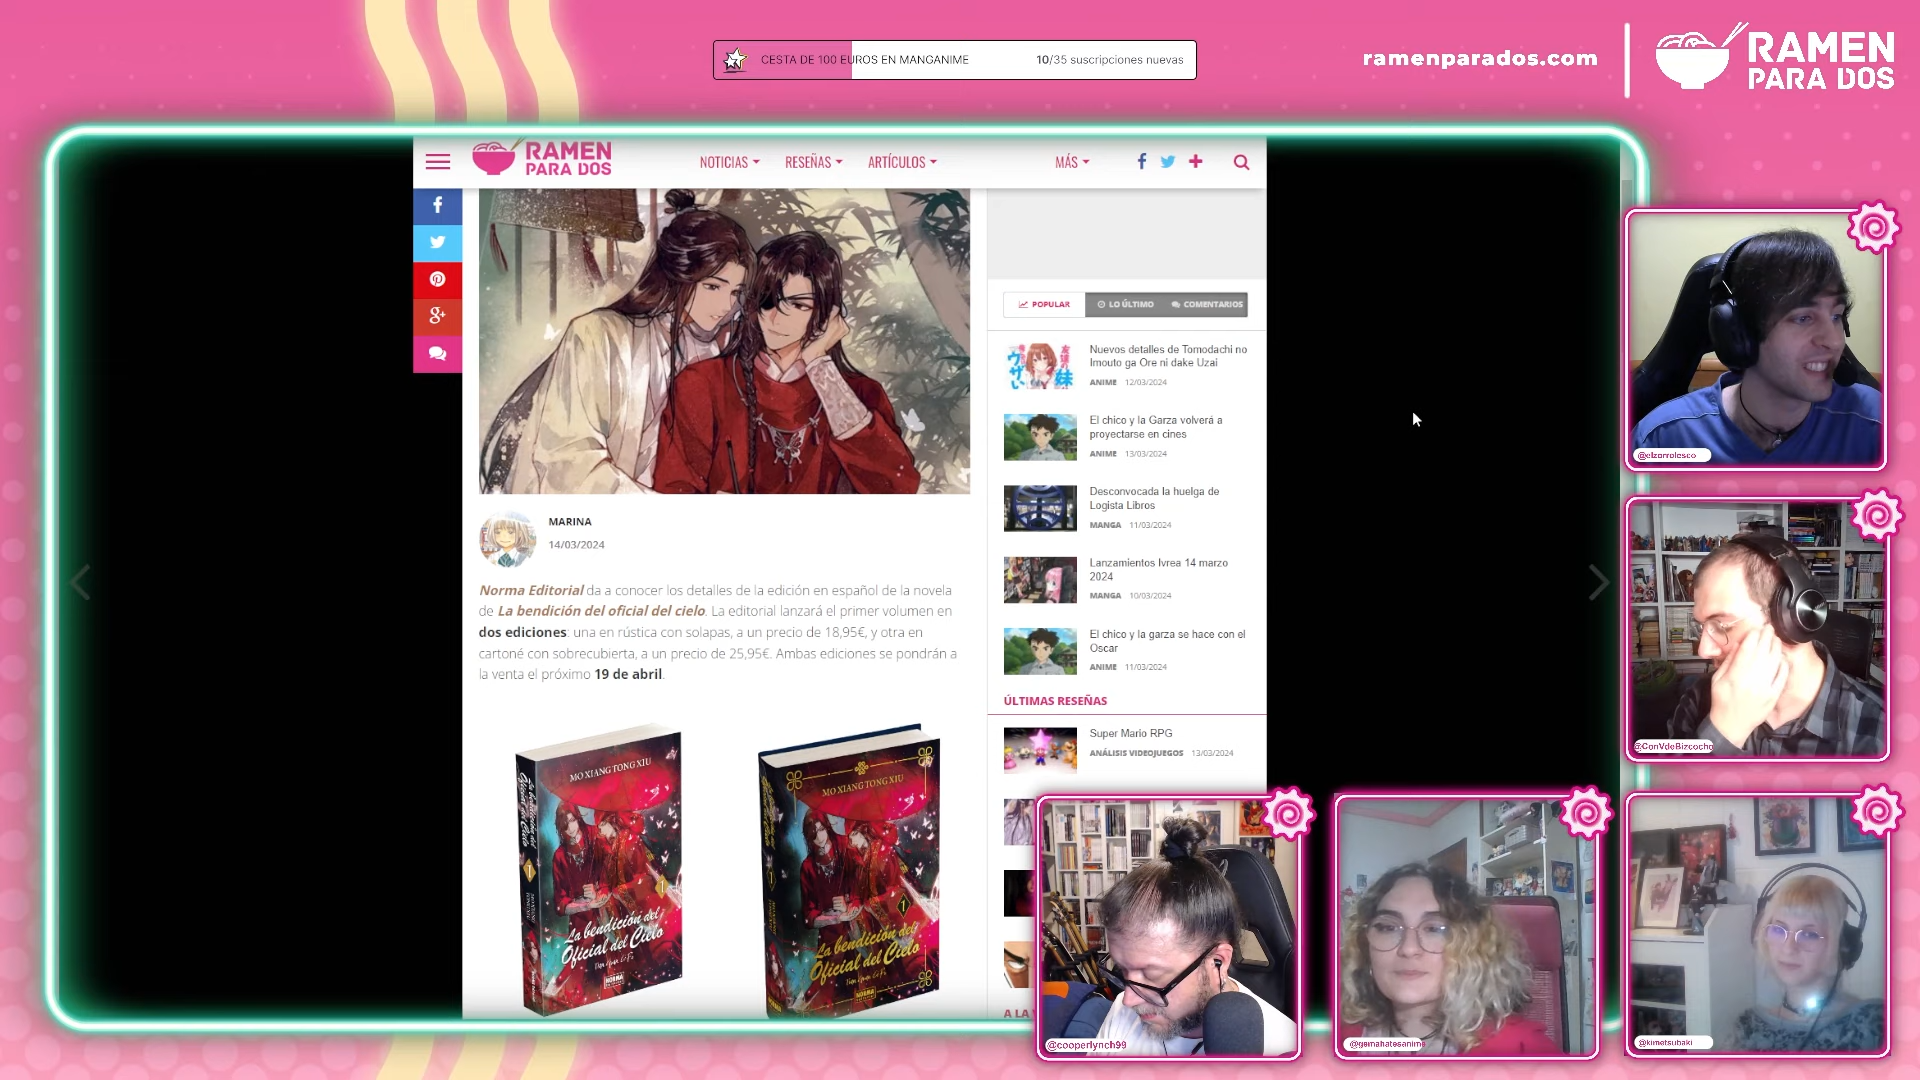 CESTA DE 100 EUROS EN MANGANIME
10/35 suscripciones nuevas
ramenparados.com
RAMEN
PARA DOS
RAMEN
PARA DOS
NOTICIAS
RESEÑAS
ARTÍCULOS
MÁS
POPULAR
LO ÚLTIMO
COMENTARIOS
Nuevos detalles de Tomodachi no
Imouto ga Ore ni dake Uzai
ANIME 12/03/2024
El chico y la Garza volverá a
proyectarse en cines
ANIME 13/03/2024
Desconvocada la huelga de
Logista Libros
MANGA 11/03/2024
Lanzamientos Ivrea 14 marzo
2024
MANGA 10/03/2024
El chico y la garza se hace con el
Oscar
ANIME 11/03/2024
ÚLTIMAS RESEÑAS
Super Mario RPG
ANÁLISIS VIDEOJUEGOS 13/03/2024
MARINA
14/03/2024
Norma Editorial da a conocer los detalles de la edición en español de la novela
de La bendición del oficial del cielo. La editorial lanzará el primer volumen en
dos ediciones: una en rústica con solapas, a un precio de 18,95€, y otra en
cartoné con sobrecubierta, a un precio de 25,95€. Ambas ediciones se pondrán a
la venta el próximo 19 de abril.
MO XIANG TONG XIU
1
La bendición del
Oficial del Cielo
NORMA
MO XIANG TONG XIU
1
La bendición del
Oficial del Cielo
NORMA
@elzorrolesco
@ConVdeBizcocho
@cooperlynch99
@gemahatesanime
@kimetsubaki